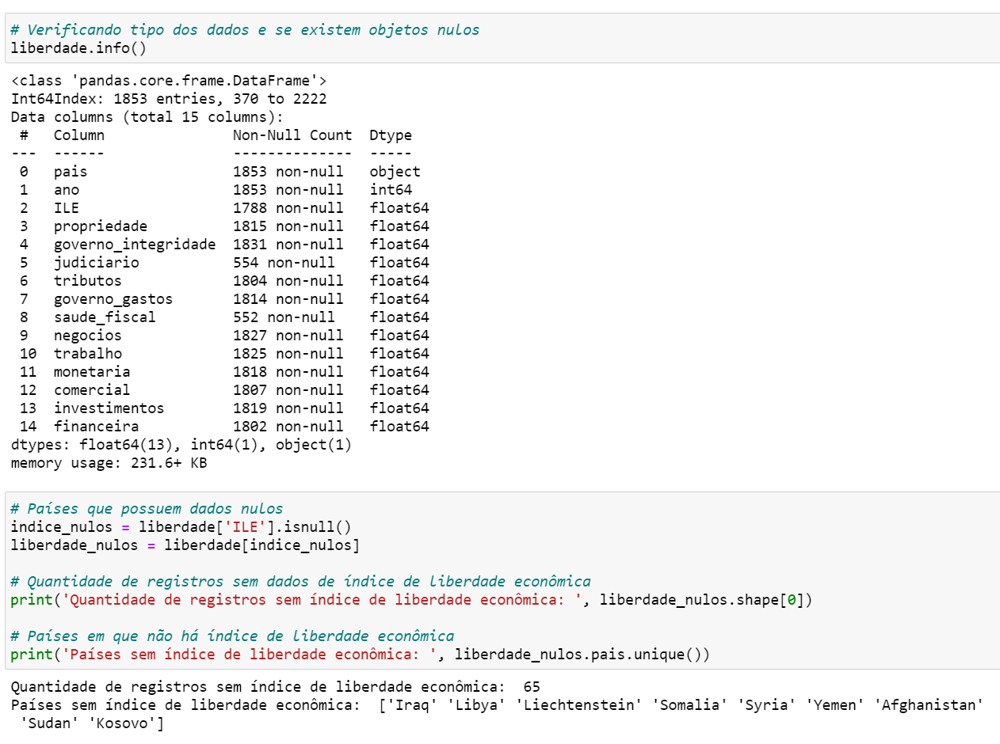 # Verificando tipo dos dados e se existem objetos nulos
liberdade.info()
<class 'pandas.core.frame.DataFrame'>
Int64Index: 1853 entries, 370 to 2222
Data columns (total 15 columns):
 #   Column               Non-Null Count  Dtype
---  ------               --------------  -----
 0   pais                 1853 non-null   object
 1   ano                  1853 non-null   int64
 2   ILE                  1788 non-null   float64
 3   propriedade          1815 non-null   float64
 4   governo_integridade  1831 non-null   float64
 5   judiciario           554 non-null    float64
 6   tributos             1804 non-null   float64
 7   governo_gastos       1814 non-null   float64
 8   saude_fiscal         552 non-null    float64
 9   negocios             1827 non-null   float64
 10  trabalho             1825 non-null   float64
 11  monetaria            1818 non-null   float64
 12  comercial            1807 non-null   float64
 13  investimentos        1819 non-null   float64
 14  financeira           1802 non-null   float64
dtypes: float64(13), int64(1), object(1)
memory usage: 231.6+ KB
# Países que possuem dados nulos
indice_nulos = liberdade['ILE'].isnull()
liberdade_nulos = liberdade[indice_nulos]
# Quantidade de registros sem dados de índice de liberdade econômica
print('Quantidade de registros sem índice de liberdade econômica: ', liberdade_nulos.shape[0])
# Países em que não há índice de liberdade econômica
print('Países sem índice de liberdade econômica: ', liberdade_nulos.pais.unique())
Quantidade de registros sem índice de liberdade econômica:  65
Países sem índice de liberdade econômica:  ['Iraq' 'Libya' 'Liechtenstein' 'Somalia' 'Syria' 'Yemen' 'Afghanistan'
 'Sudan' 'Kosovo']